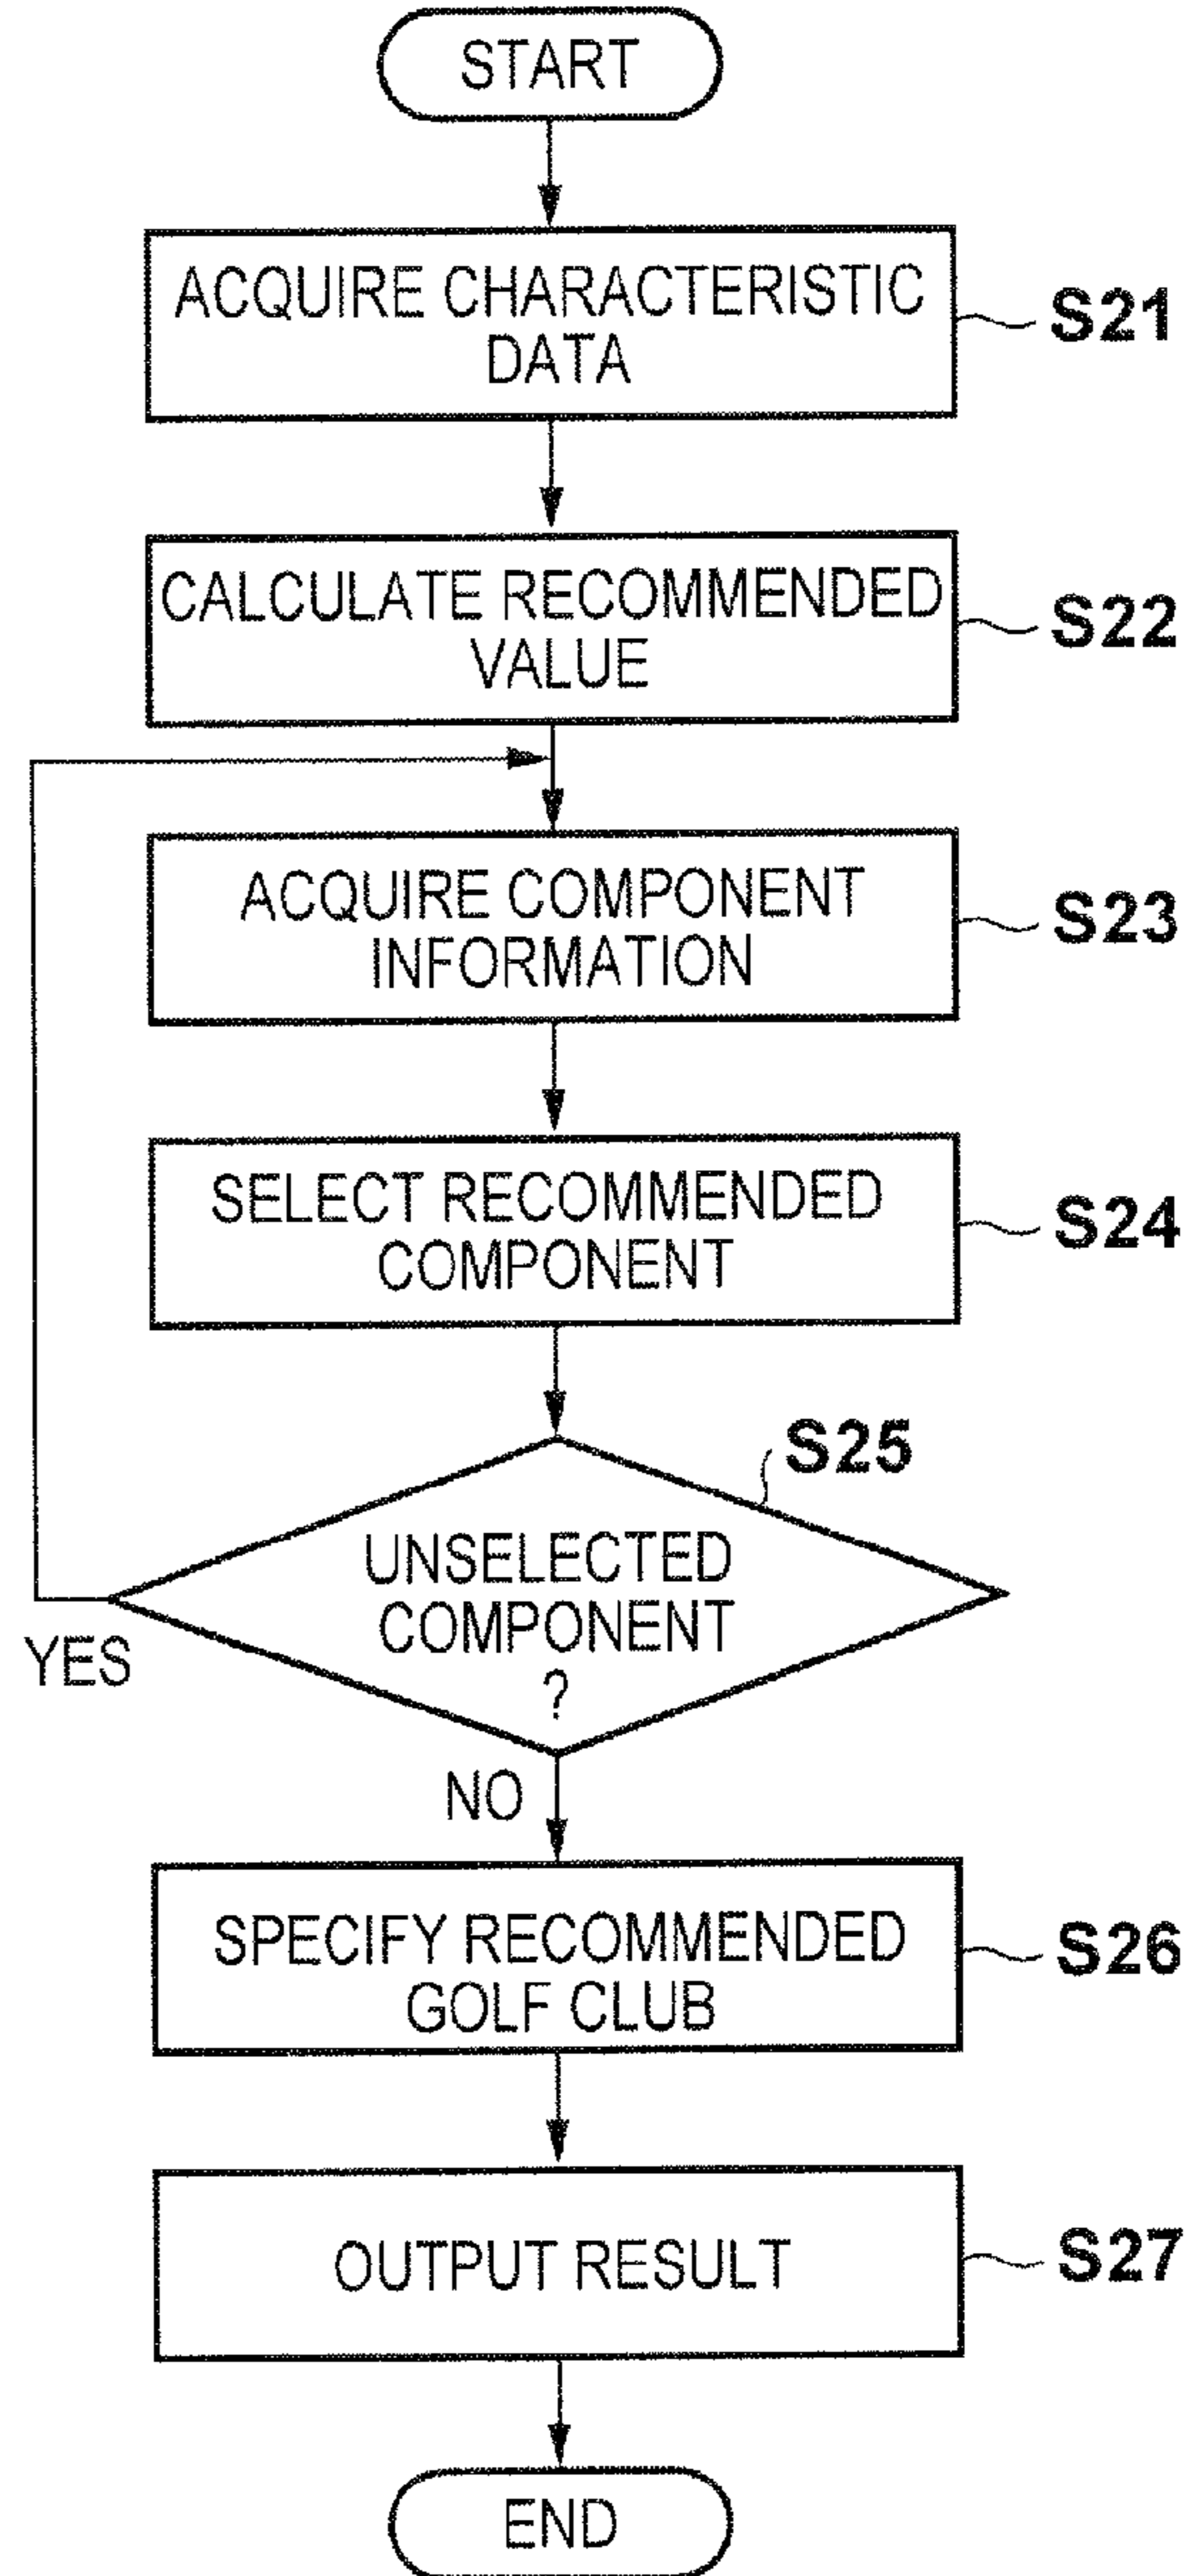 START
ACQUIRE CHARACTERISTIC
DATA
S21
CALCULATE RECOMMENDED
VALUE
S22
ACQUIRE COMPONENT
INFORMATION
S23
SELECT RECOMMENDED
COMPONENT
S24
S25
UNSELECTED
COMPONENT
?
YES
NO
SPECIFY RECOMMENDED
GOLF CLUB
S26
OUTPUT RESULT
S27
END